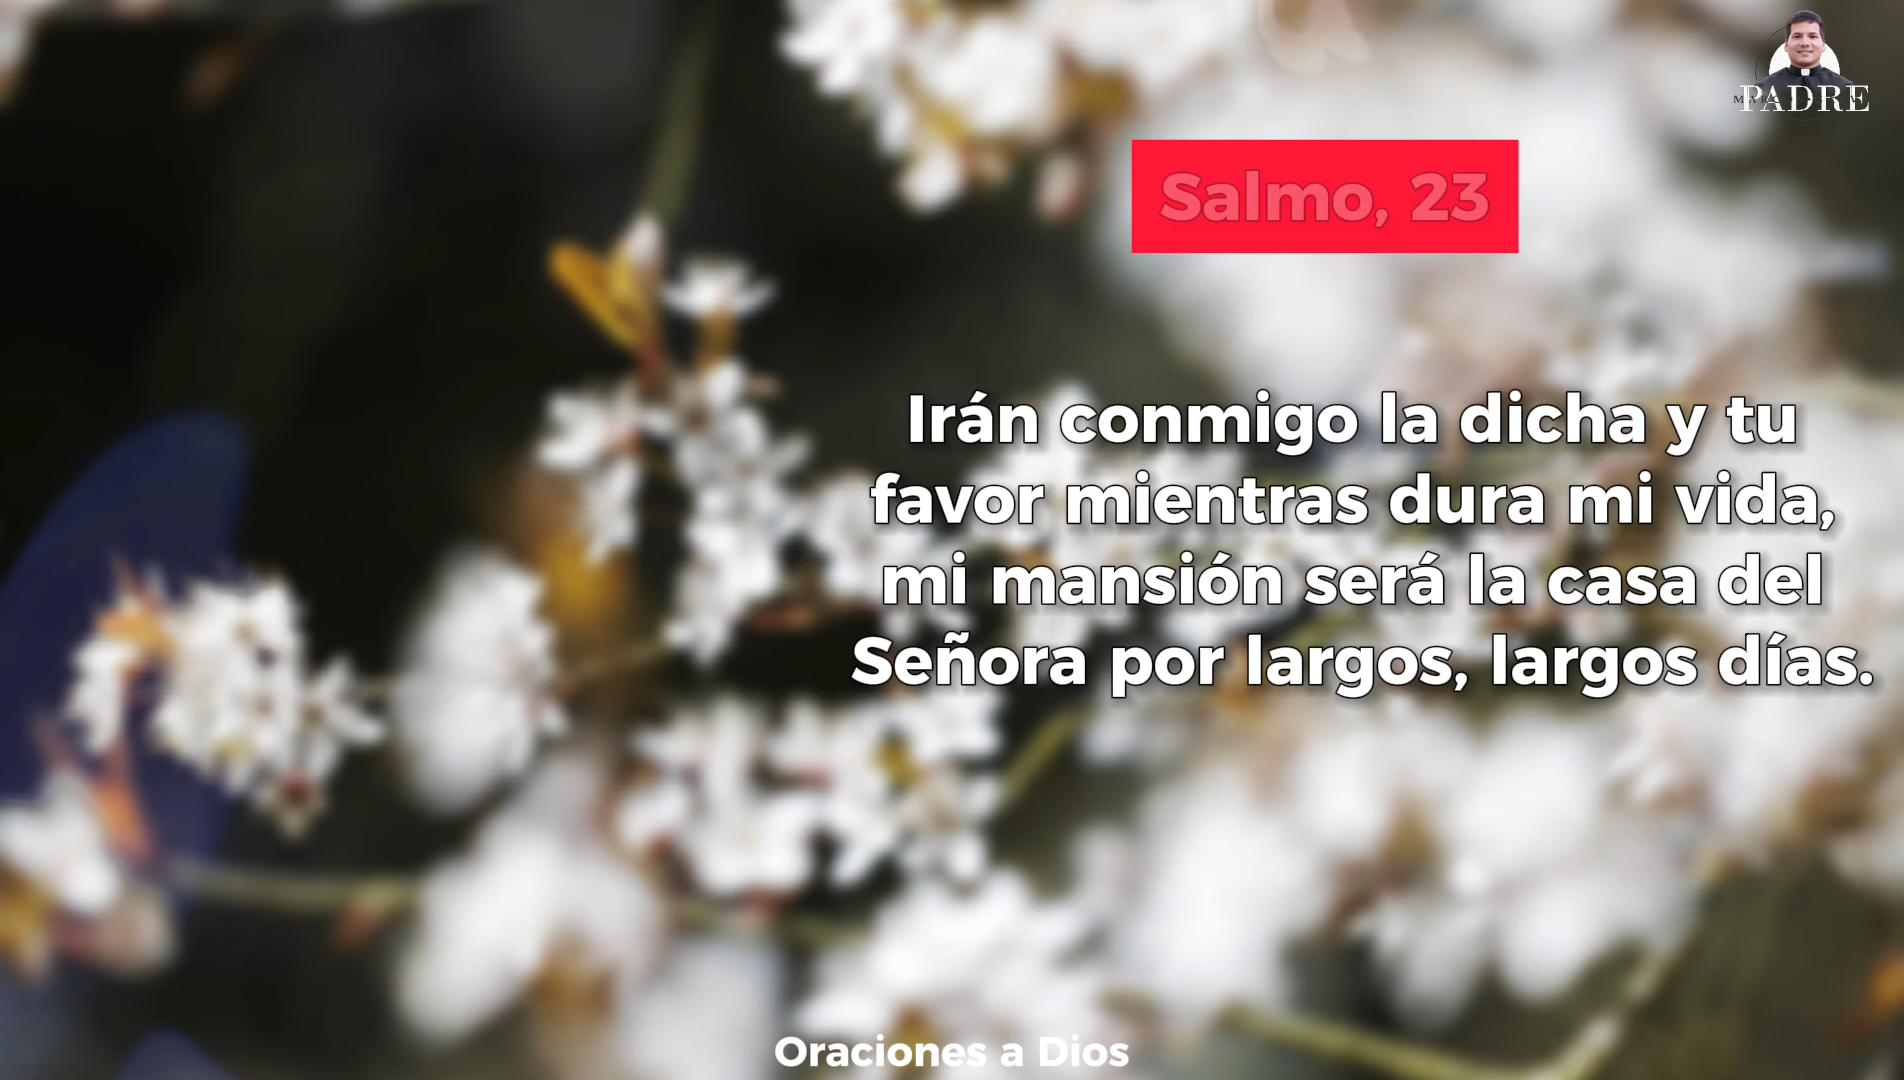 PADRE
Salmo, 23
Irán conmigo la dicha y tu
favor mientras dura mi vida,
mi mansión será la casa del
Señora por largos, largos días.
Oraciones a Dios